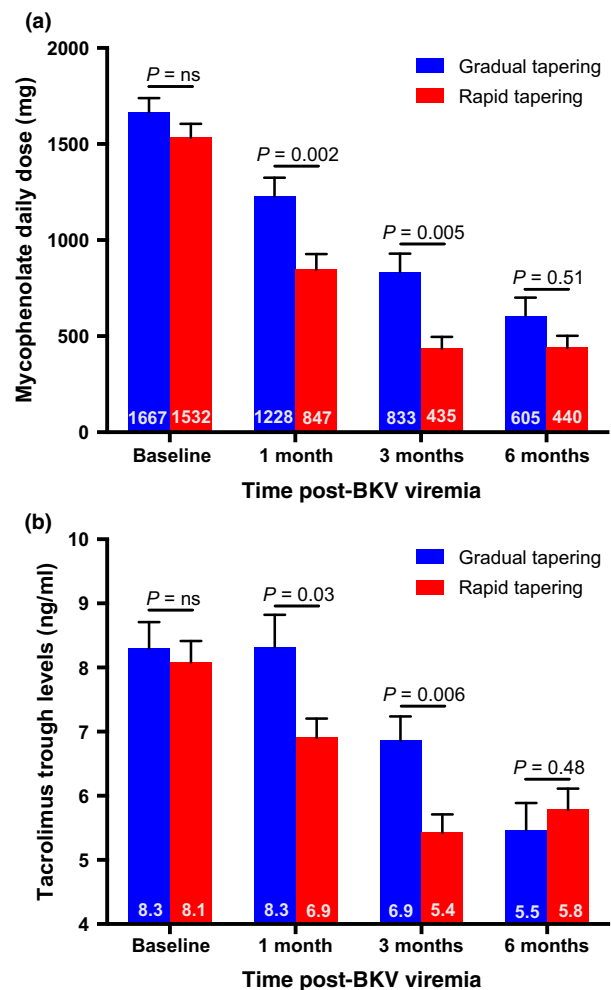 (a)
2000
1500
1000
500
0
Mycophenolate daily dose (mg)
Gradual tapering
Rapid tapering
P = ns
P = 0.002
P = 0.005
P = 0.51
1667 1532 1228 847 833 435 605 440
Baseline 1 month 3 months 6 months
Time post-BKV viremia
(b)
10
9
8
7
6
5
4
Tacrolimus trough levels (ng/ml)
Gradual tapering
Rapid tapering
P = ns
P = 0.03
P = 0.006
P = 0.48
8.3 8.1 8.3 6.9 6.9 5.4 5.5 5.8
Baseline 1 month 3 months 6 months
Time post-BKV viremia